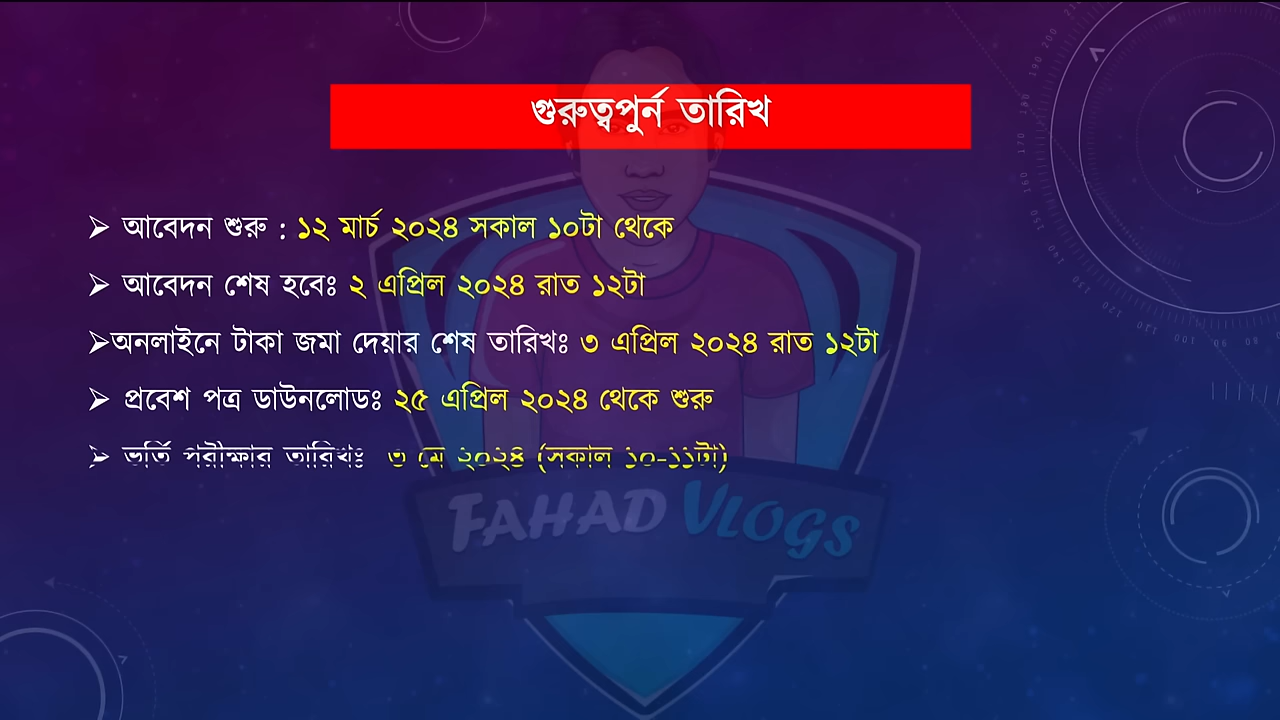 গুরুত্বপুর্ন তারিখ
➢ আবেদন শুরু : ১২ মার্চ ২০২৪ সকাল ১০টা থেকে
➢ আবেদন শেষ হবেঃ ২ এপ্রিল ২০২৪ রাত ১২টা
➢অনলাইনে টাকা জমা দেয়ার শেষ তারিখঃ ৩ এপ্রিল ২০২৪ রাত ১২টা
➢ প্রবেশ পত্র ডাউনলোডঃ ২৫ এপ্রিল ২০২৪ থেকে শুরু
➢ ভর্তি পরীক্ষার তারিখঃ ৩ মে ২০২৪ (সকাল ১০-১১টা)
FAHAD VLOGS